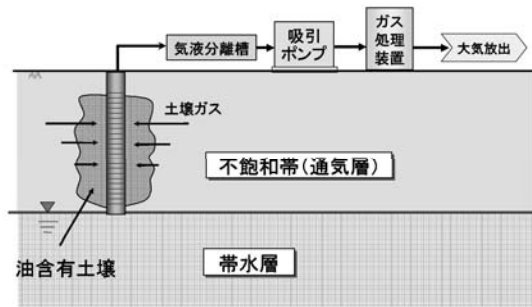 気液分離槽
吸引
ポンプ
ガス
処理
装置
大気放出
土壌ガス
不飽和帯(通気層)
油含有土壌
帯水層